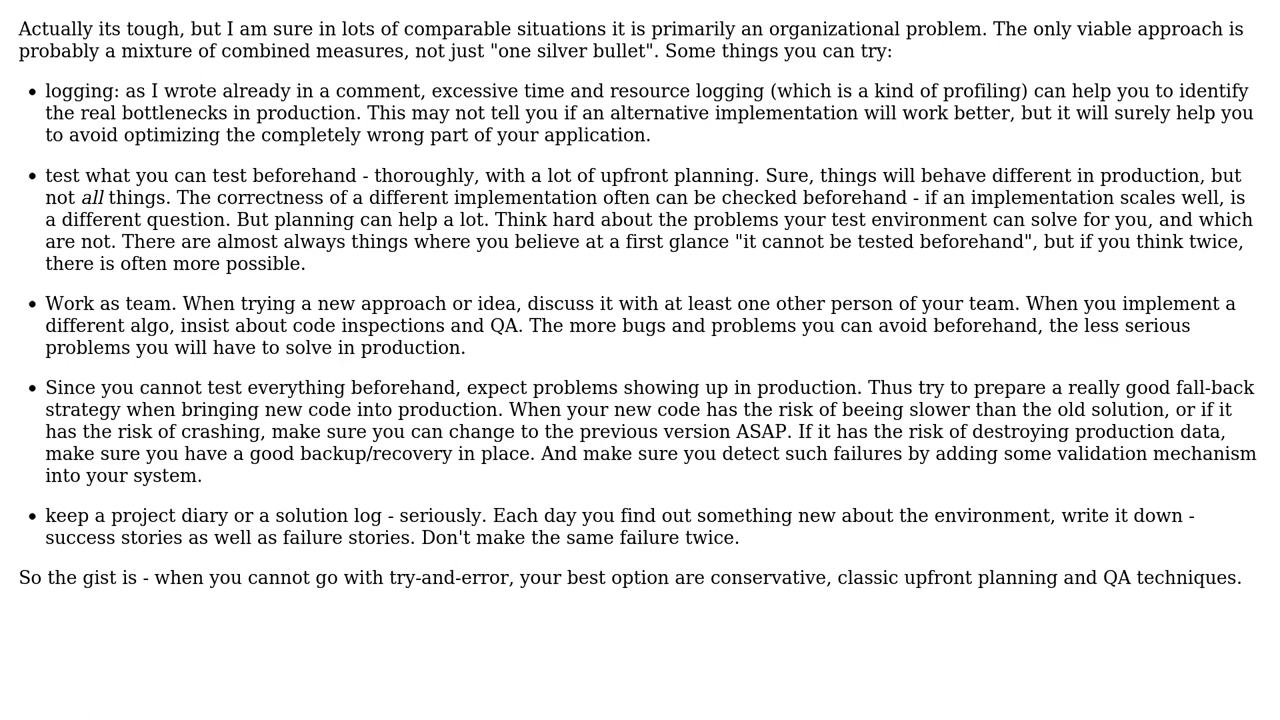 Actually its tough, but I am sure in lots of comparable situations it is primarily an organizational problem. The only viable approach is
probably a mixture of combined measures, not just "one silver bullet". Some things you can try:
• logging: as I wrote already in a comment, excessive time and resource logging (which is a kind of profiling) can help you to identify
the real bottlenecks in production. This may not tell you if an alternative implementation will work better, but it will surely help you
to avoid optimizing the completely wrong part of your application.
• test what you can test beforehand - thoroughly, with a lot of upfront planning. Sure, things will behave different in production, but
not all things. The correctness of a different implementation often can be checked beforehand - if an implementation scales well, is
a different question. But planning can help a lot. Think hard about the problems your test environment can solve for you, and which
are not. There are almost always things where you believe at a first glance "it cannot be tested beforehand", but if you think twice,
there is often more possible.
• Work as team. When trying a new approach or idea, discuss it with at least one other person of your team. When you implement a
different algo, insist about code inspections and QA. The more bugs and problems you can avoid beforehand, the less serious
problems you will have to solve in production.
• Since you cannot test everything beforehand, expect problems showing up in production. Thus try to prepare a really good fall-back
strategy when bringing new code into production. When your new code has the risk of beeing slower than the old solution, or if it
has the risk of crashing, make sure you can change to the previous version ASAP. If it has the risk of destroying production data,
make sure you have a good backup/recovery in place. And make sure you detect such failures by adding some validation mechanism
into your system.
• keep a project diary or a solution log - seriously. Each day you find out something new about the environment, write it down -
success stories as well as failure stories. Don't make the same failure twice.
So the gist is - when you cannot go with try-and-error, your best option are conservative, classic upfront planning and QA techniques.